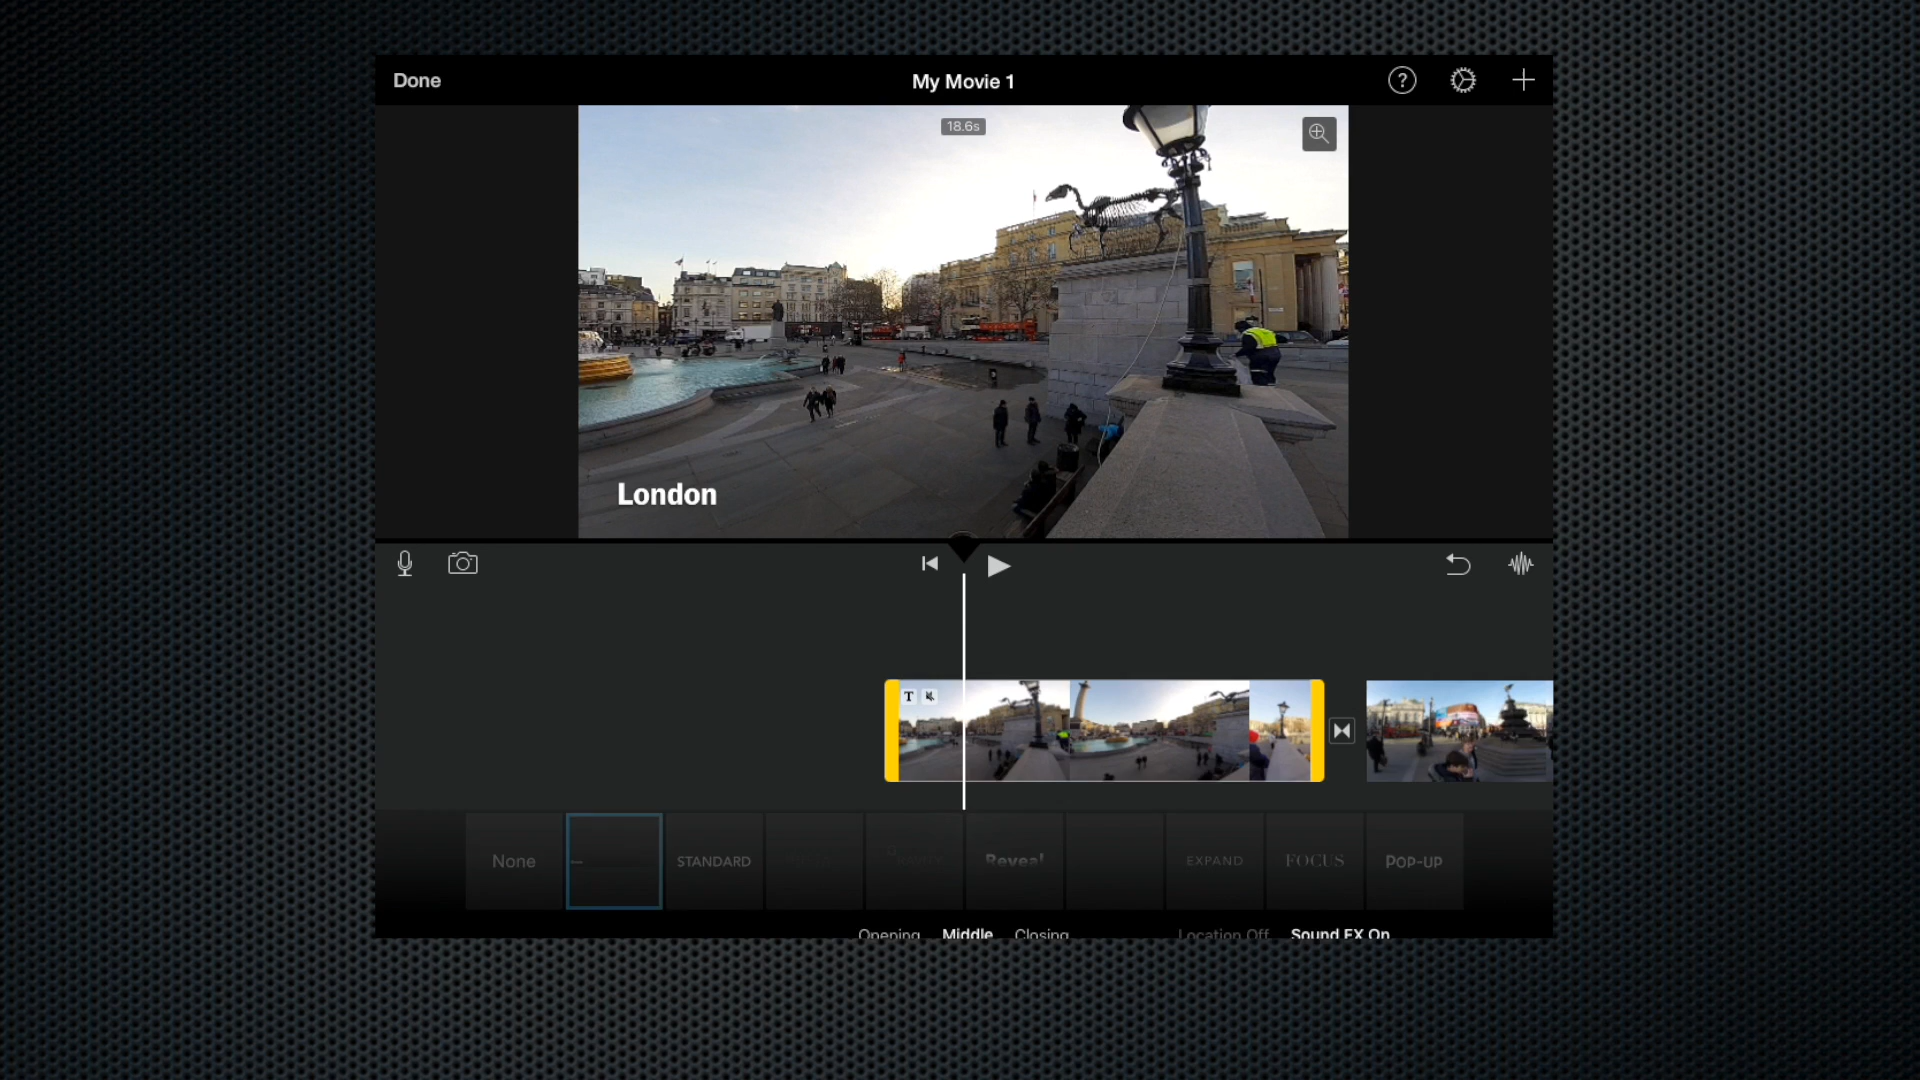 Done
My Movie 1
?
18.6s
London
T
None
STANDARD
Reveal
EXPAND
FOCUS
POP-UP
Opening
Middle
Closing
Location Off
Sound FX On